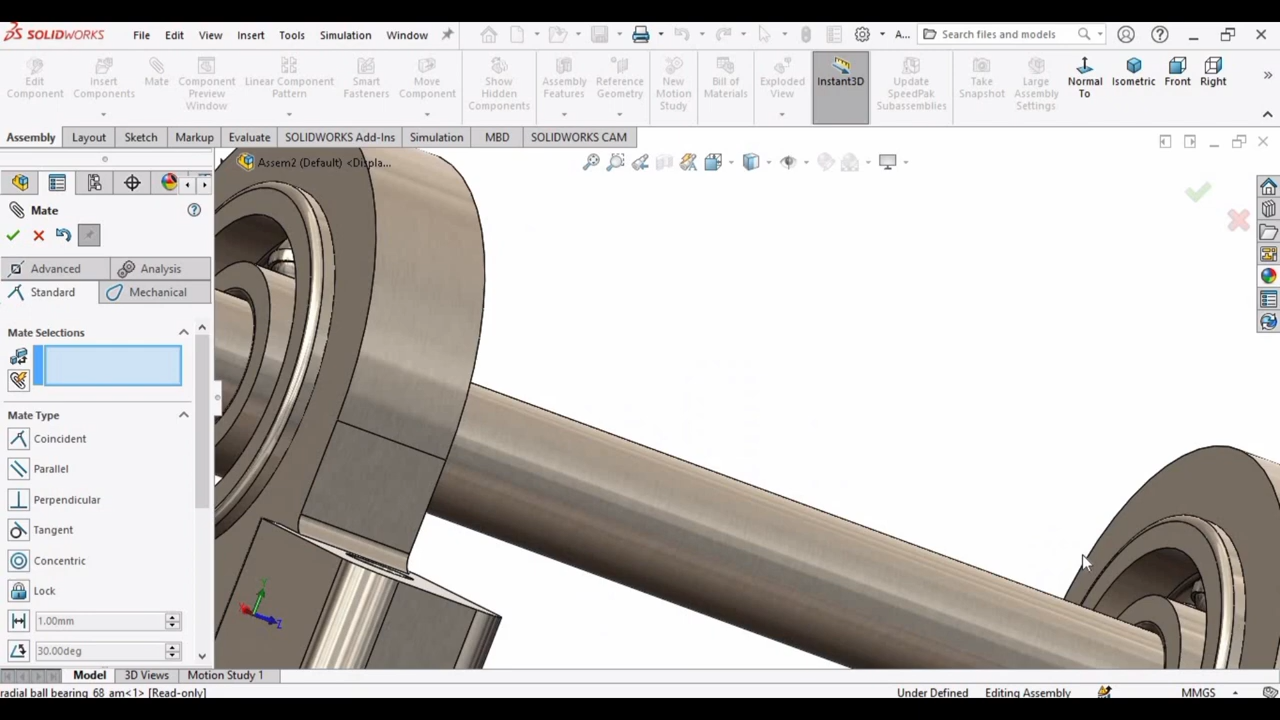 SOLIDWORKS File Edit View Insert Tools Simulation Window A... Search files and models
Edit Component
Insert Components
Mate
Component Preview Window
Linear Component Pattern
Smart Fasteners
Move Component
Show Hidden Components
Assembly Features
Reference Geometry
New Motion Study
Bill of Materials
Exploded View
Instant3D
Update SpeedPak Subassemblies
Take Snapshot
Large Assembly Settings
Normal To
Isometric
Front
Right
Assembly Layout Sketch Markup Evaluate SOLIDWORKS Add-Ins Simulation MBD SOLIDWORKS CAM
Assem2 (Default) <Displa...
Mate
Advanced Analysis
Standard Mechanical
Mate Selections
Mate Type
Coincident
Parallel
Perpendicular
Tangent
Concentric
Lock
1.00mm
30.00deg
Y
Z
Model 3D Views Motion Study 1
radial ball bearing_68_am<1> [Read-only] Under Defined Editing Assembly MMGS